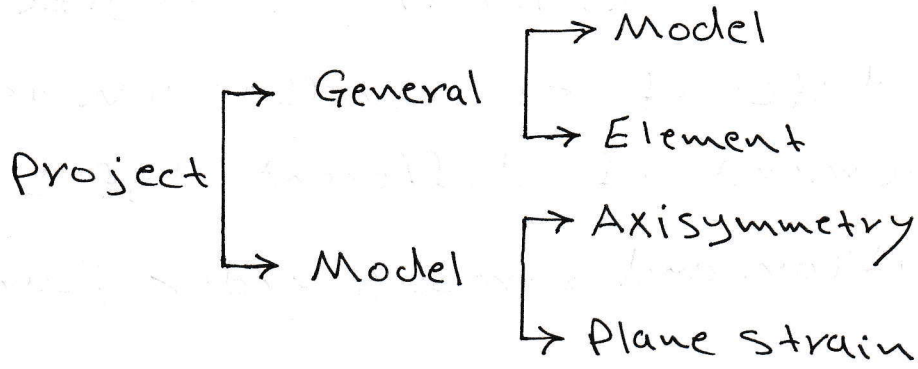 Model
General
Element
Project
Axisymmetry
Model
Plane strain